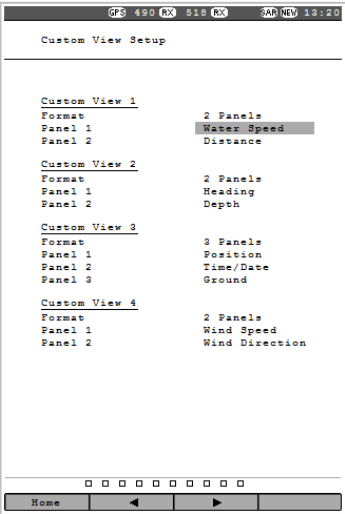 GPS 490 RX 518 RX SAR NEW 13:20
Custom View Setup
Custom View 1
Format 2 Panels
Panel 1 Water Speed
Panel 2 Distance
Custom View 2
Format 2 Panels
Panel 1 Heading
Panel 2 Depth
Custom View 3
Format 3 Panels
Panel 1 Position
Panel 2 Time/Date
Panel 3 Ground
Custom View 4
Format 2 Panels
Panel 1 Wind Speed
Panel 2 Wind Direction
Home